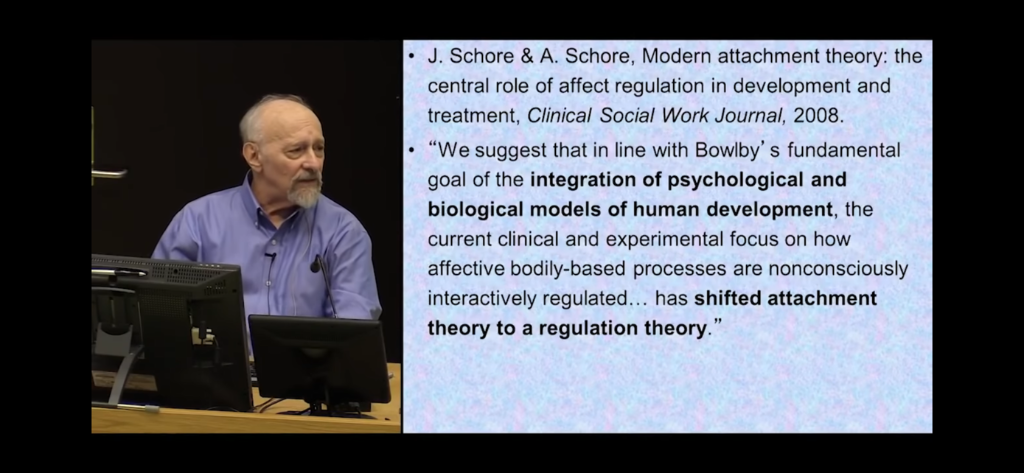 • J. Schore & A. Schore, Modern attachment theory: the
central role of affect regulation in development and
treatment, Clinical Social Work Journal, 2008.
• “We suggest that in line with Bowlby’s fundamental
goal of the integration of psychological and
biological models of human development, the
current clinical and experimental focus on how
affective bodily-based processes are nonconsciously
interactively regulated… has shifted attachment
theory to a regulation theory.”